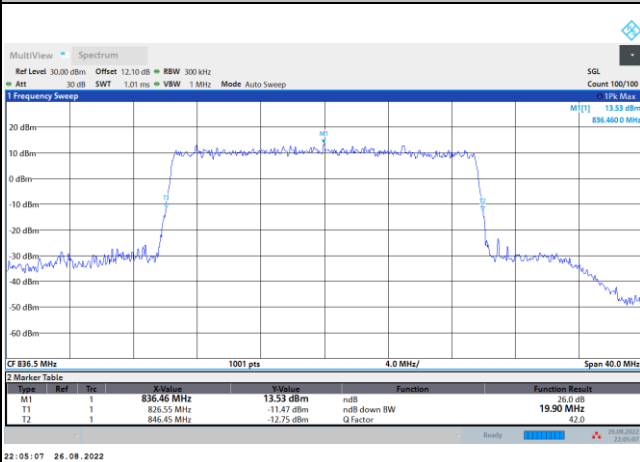 MultiView Spectrum
Ref Level 30.00 dBm Offset 12.10 dB RBW 300 kHz SGL
Att 30 dB SWT 1.01 ms VBW 1 MHz Mode Auto Sweep Count 100/100
1 Frequency Sweep 1Pk Max
M1[1] 13.53 dBm
836.460 0 MHz
M1
20 dBm
10 dBm
0 dBm
T1
T2
-10 dBm
-20 dBm
-30 dBm
-40 dBm
-50 dBm
-60 dBm
CF 836.5 MHz 1001 pts 4.0 MHz/ Span 40.0 MHz
2 Marker Table
Type Ref Trc X-Value Y-Value Function Function Result
M1 1 836.46 MHz 13.53 dBm ndB 26.0 dB
T1 1 826.55 MHz -11.47 dBm ndB down BW 19.90 MHz
T2 1 846.45 MHz -12.75 dBm Q Factor 42.0
Ready 26.08.2022
22:05:07
22:05:07 26.08.2022